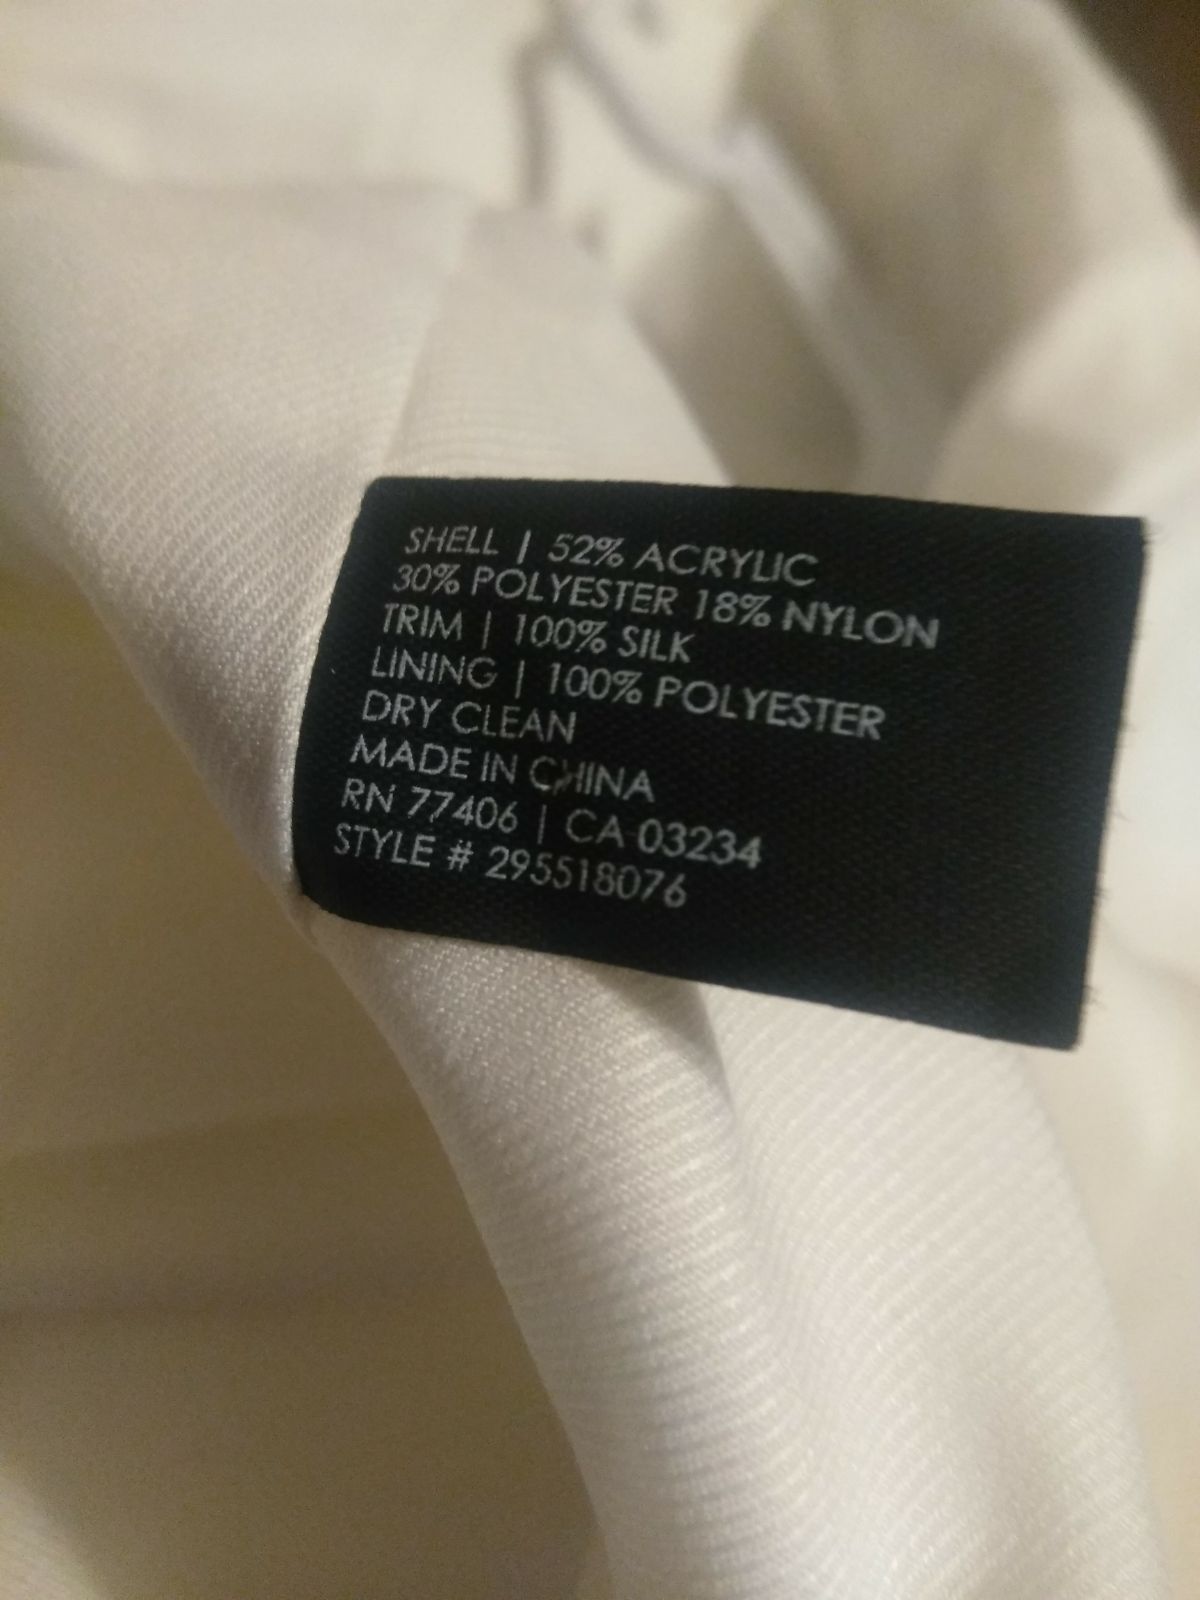 SHELL | 52% ACRYLIC
30% POLYESTER 18% NYLON
TRIM | 100% SILK
LINING | 100% POLYESTER
DRY CLEAN
MADE IN CHINA
RN 77406 | CA 03234
STYLE # 295518076